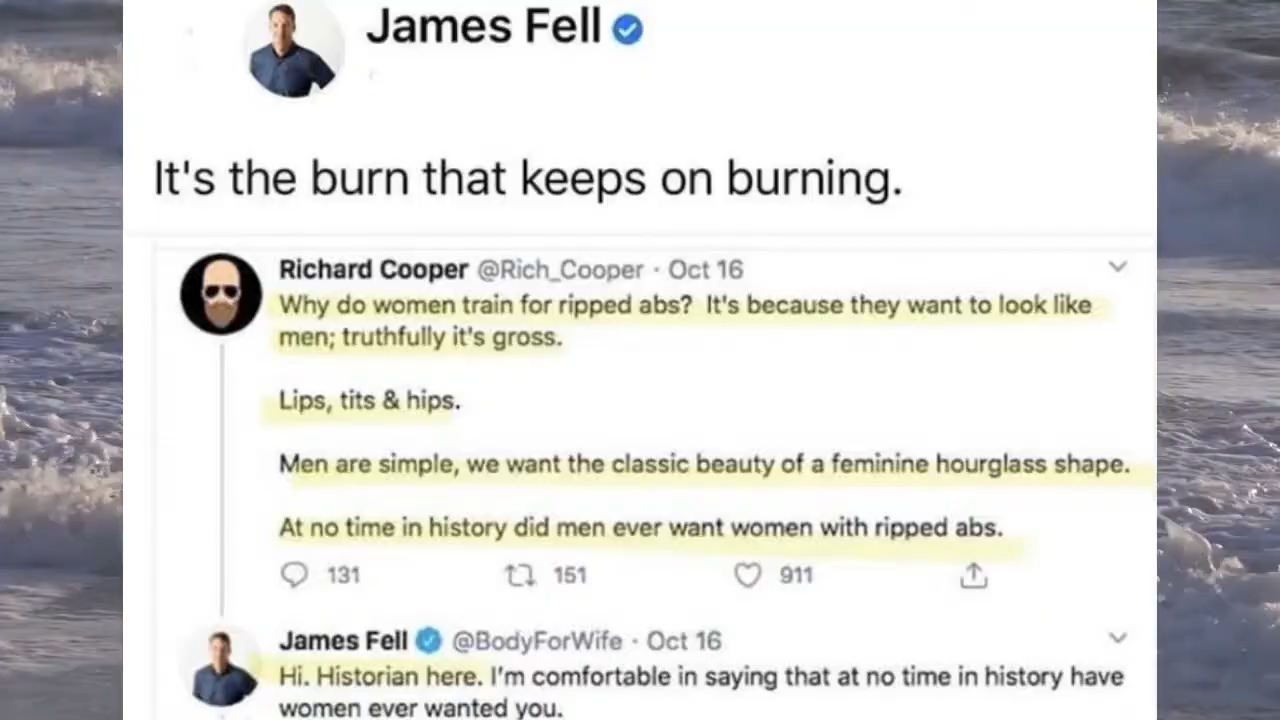 James Fell
It's the burn that keeps on burning.
Richard Cooper @Rich_Cooper · Oct 16
Why do women train for ripped abs? It's because they want to look like
men; truthfully it's gross.
Lips, tits & hips.
Men are simple, we want the classic beauty of a feminine hourglass shape.
At no time in history did men ever want women with ripped abs.
131 151 911
James Fell @BodyForWife · Oct 16
Hi. Historian here. I'm comfortable in saying that at no time in history have
women ever wanted you.